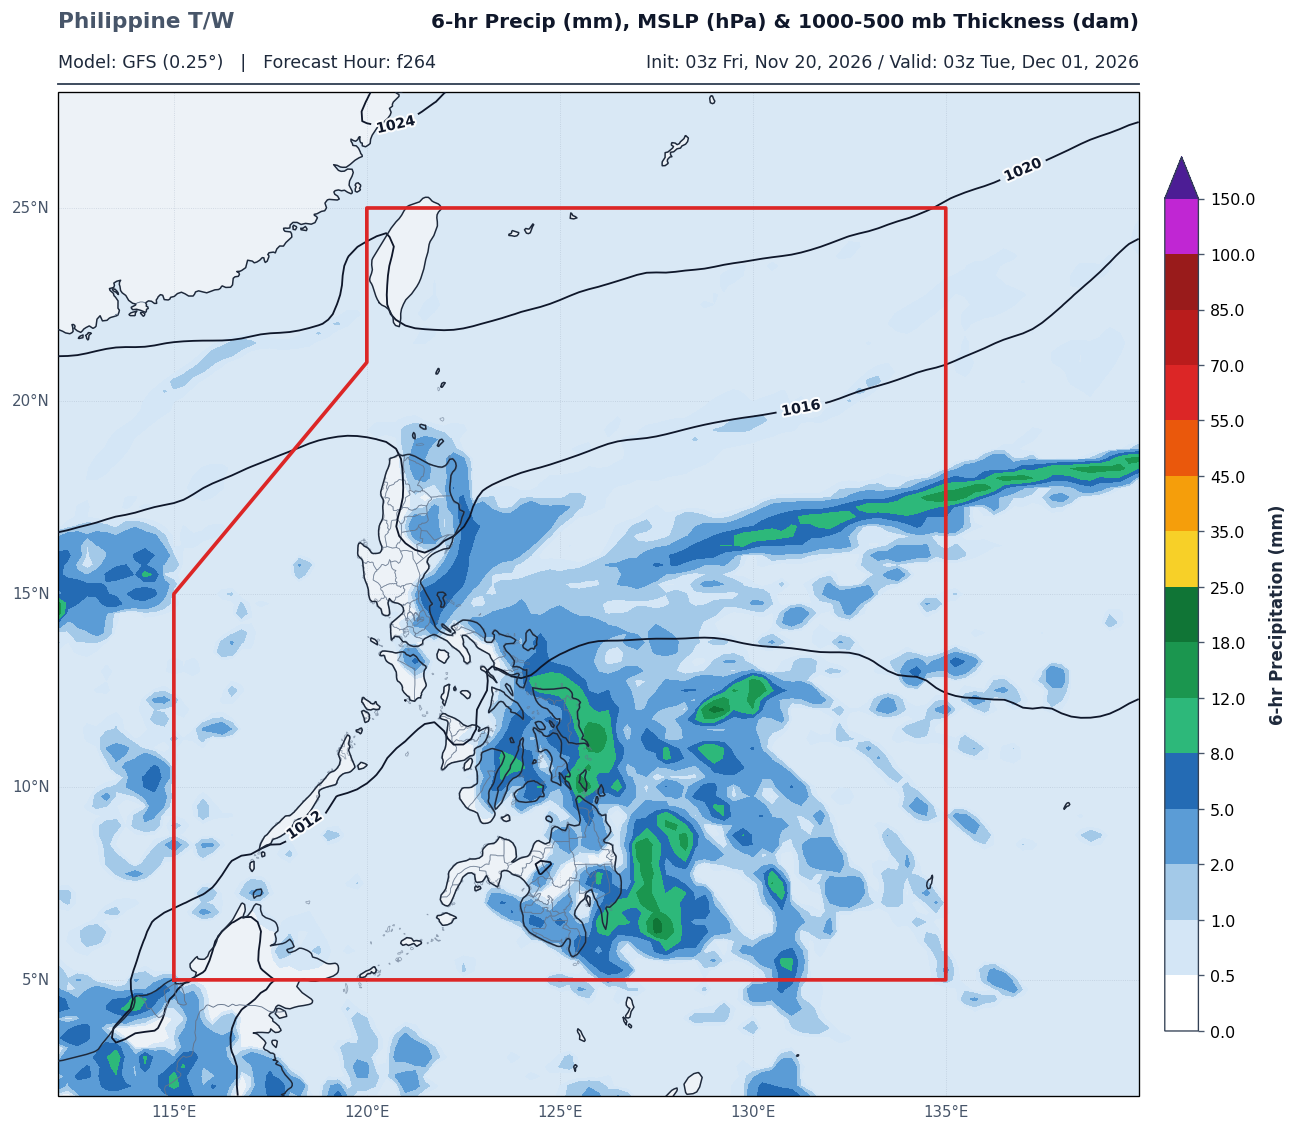 Philippine T/W
6-hr Precip (mm), MSLP (hPa) & 1000-500 mb Thickness (dam)
Model: GFS (0.25°) | Forecast Hour: f264
Init: 03z Fri, Nov 20, 2026 / Valid: 03z Tue, Dec 01, 2026
1024
1020
1016
1012
25°N
20°N
15°N
10°N
5°N
115°E
120°E
125°E
130°E
135°E
150.0
100.0
85.0
70.0
55.0
45.0
35.0
25.0
18.0
12.0
8.0
5.0
2.0
1.0
0.5
0.0
6-hr Precipitation (mm)